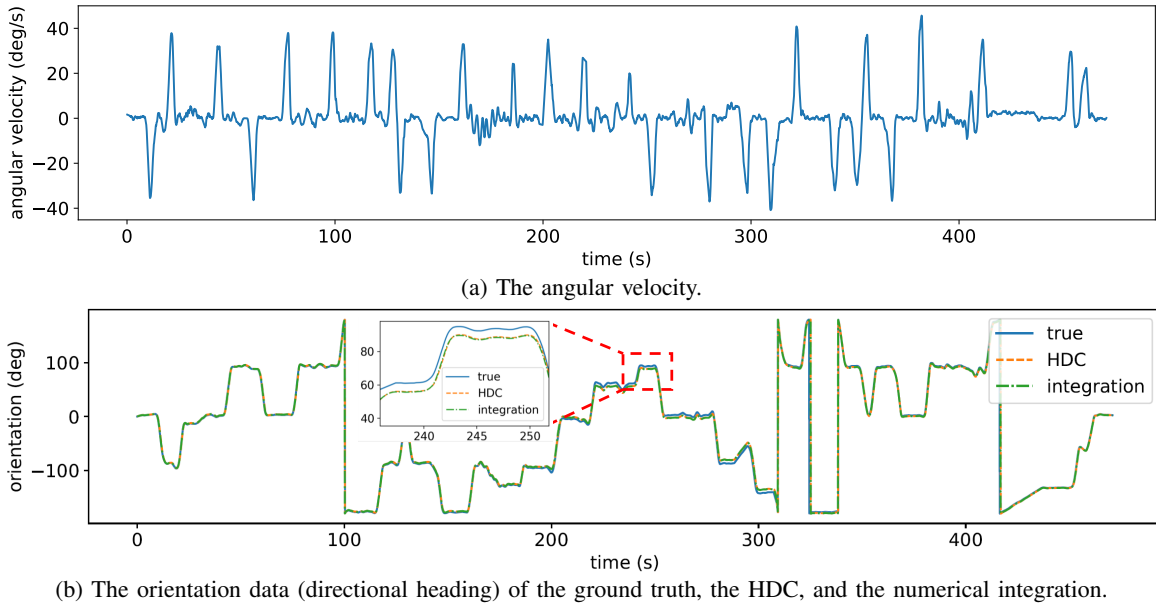 angular velocity (deg/s)
40
20
0
−20
−40
0 100 200 300 400
time (s)
(a) The angular velocity.
orientation (deg)
100
0
−100
80
60
40
240 245 250
true
HDC
integration
true
HDC
integration
0 100 200 300 400
time (s)
(b) The orientation data (directional heading) of the ground truth, the HDC, and the numerical integration.